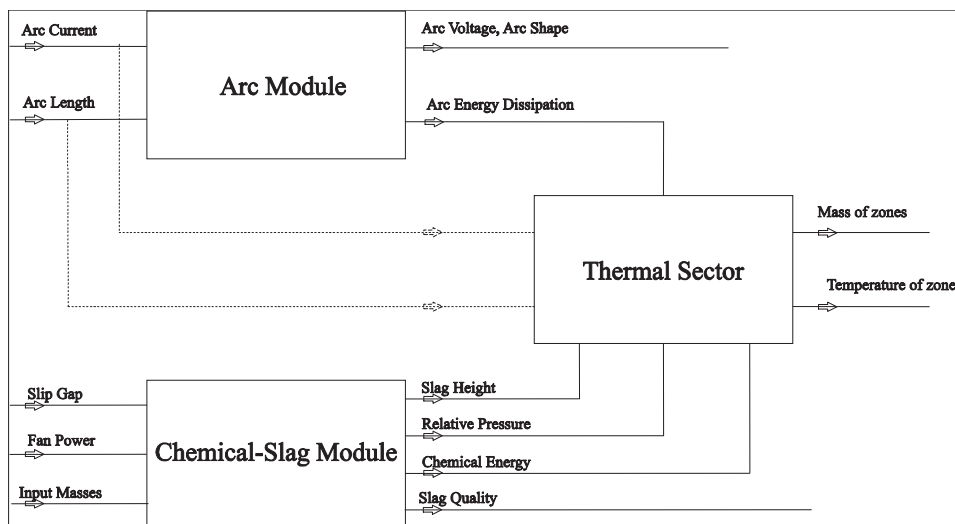 Arc Current
Arc Voltage, Arc Shape
Arc Module
Arc Length
Arc Energy Dissipation
Mass of zones
Thermal Sector
Temperature of zone
Slip Gap
Slag Height
Fan Power
Relative Pressure
Chemical-Slag Module
Chemical Energy
Input Masses
Slag Quality